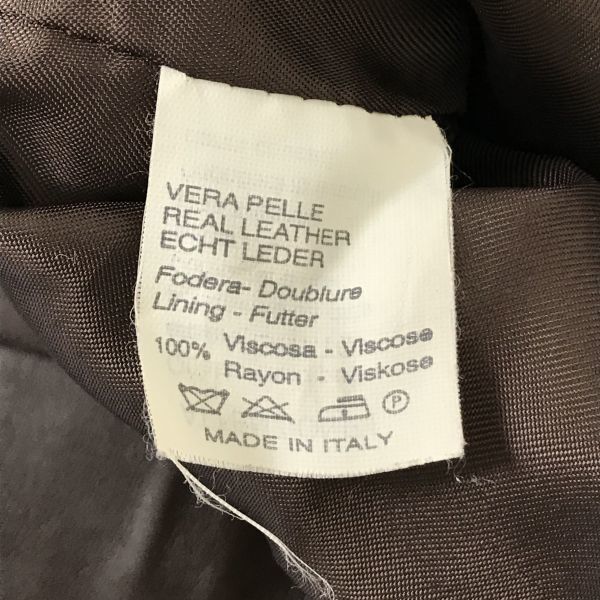 VERA PELLE
REAL LEATHER
ECHT LEDER
Fodera- Doublure
Lining - Futter
100% Viscosa - Viscose
Rayon - Viskose
P
MADE IN ITALY